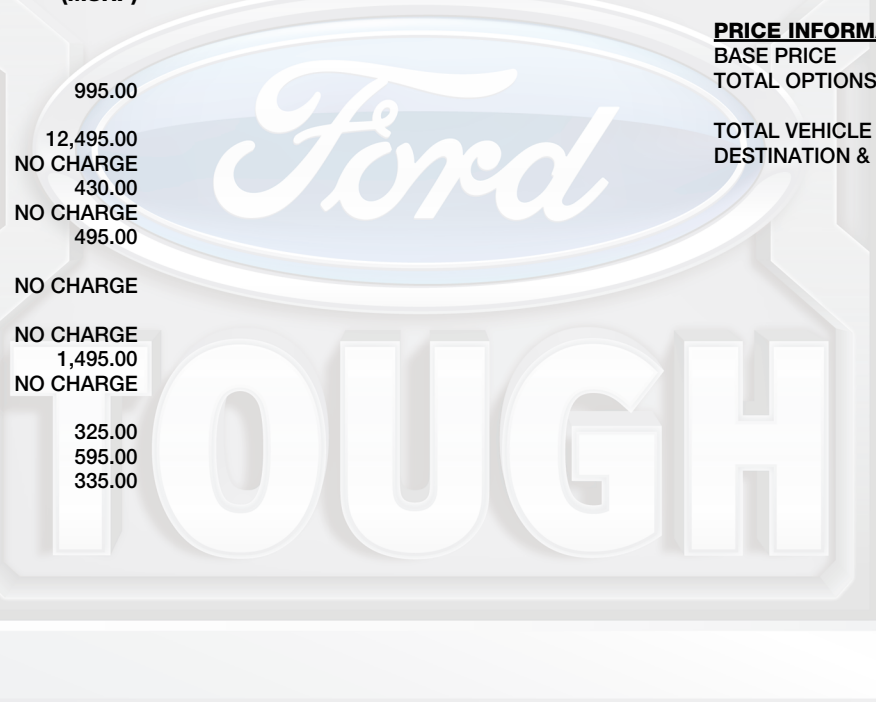 (MSRP)
995.00
12,495.00
NO CHARGE
430.00
NO CHARGE
495.00
NO CHARGE
NO CHARGE
1,495.00
NO CHARGE
325.00
595.00
335.00
PRICE INFORMA
BASE PRICE
TOTAL OPTIONS
TOTAL VEHICLE
DESTINATION &
Ford
TOUGH